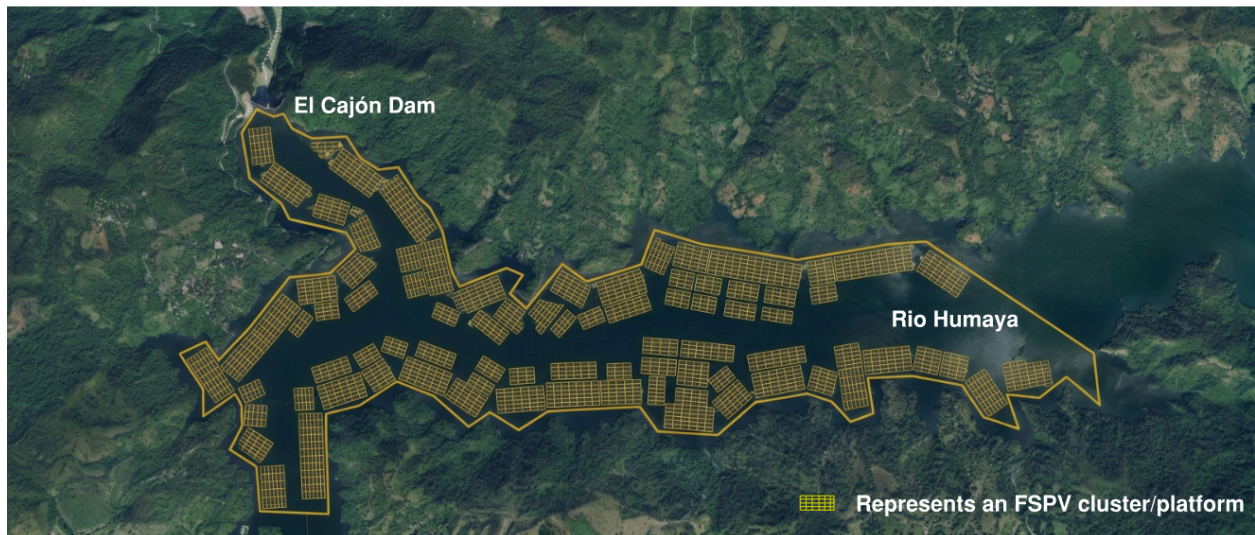 El Cajón Dam
Rio Humaya
Represents an FSPV cluster/platform